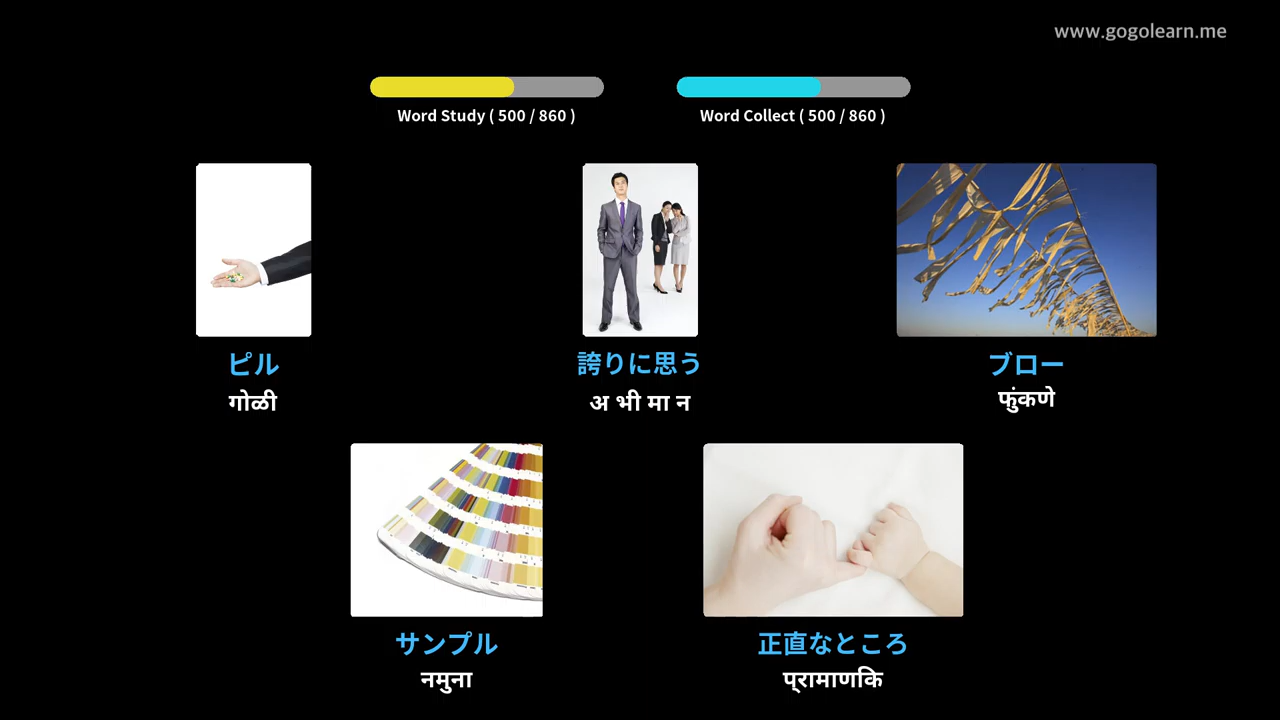 www.gogolearn.me
Word Study ( 500 / 860 )
Word Collect ( 500 / 860 )
ピル
गोळी
誇りに思う
अ भी मा न
ブロー
फुंकणे
サンプル
नमुना
正直なところ
प्रामाणकि